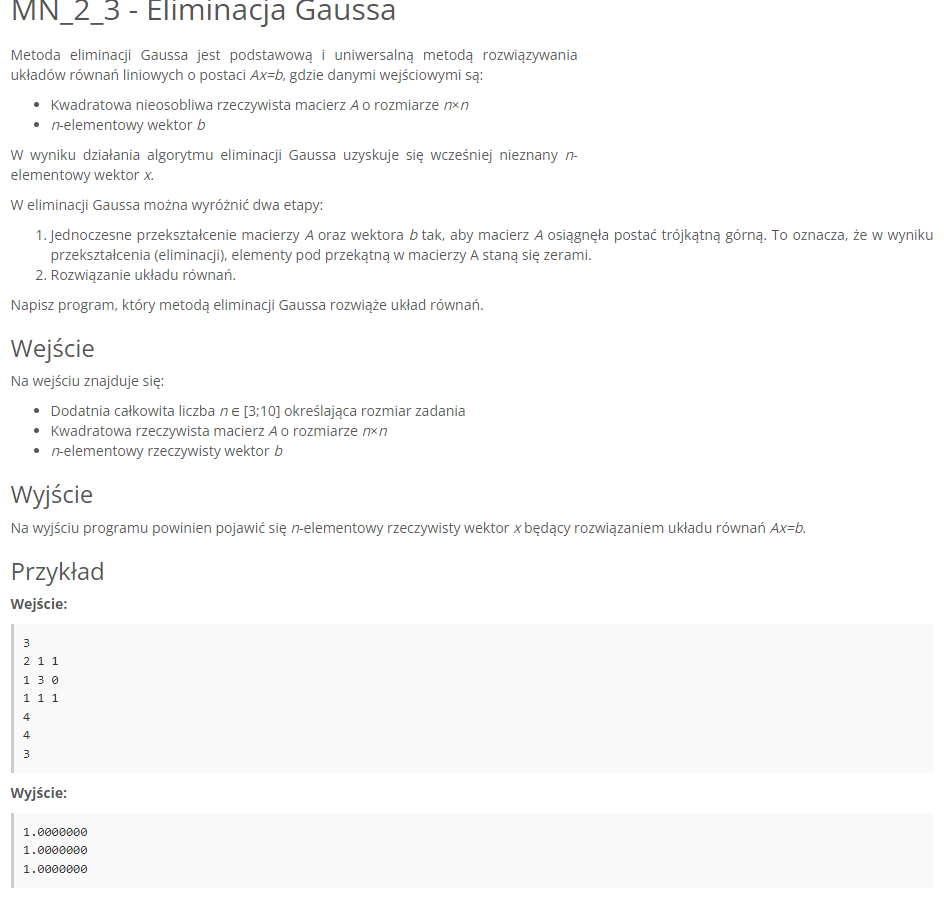 MN_2_3 - Eliminacja Gaussa
Metoda eliminacji Gaussa jest podstawową i uniwersalną metodą rozwiązywania
układów równań liniowych o postaci Ax=b, gdzie danymi wejściowymi są:
• Kwadratowa nieosobliwa rzeczywista macierz A o rozmiarze n×n
• n-elementowy wektor b
W wyniku działania algorytmu eliminacji Gaussa uzyskuje się wcześniej nieznany n-
elementowy wektor x.
W eliminacji Gaussa można wyróżnić dwa etapy:
1. Jednoczesne przekształcenie macierzy A oraz wektora b tak, aby macierz A osiągnęła postać trójkątną górną. To oznacza, że w wyniku
przekształcenia (eliminacji), elementy pod przekątną w macierzy A staną się zerami.
2. Rozwiązanie układu równań.
Napisz program, który metodą eliminacji Gaussa rozwiąże układ równań.
Wejście
Na wejściu znajduje się:
• Dodatnia całkowita liczba n ∈ [3;10] określająca rozmiar zadania
• Kwadratowa rzeczywista macierz A o rozmiarze n×n
• n-elementowy rzeczywisty wektor b
Wyjście
Na wyjściu programu powinien pojawić się n-elementowy rzeczywisty wektor x będący rozwiązaniem układu równań Ax=b.
Przykład
Wejście:
3
2 1 1
1 3 0
1 1 1
4
4
3
Wyjście:
1.0000000
1.0000000
1.0000000